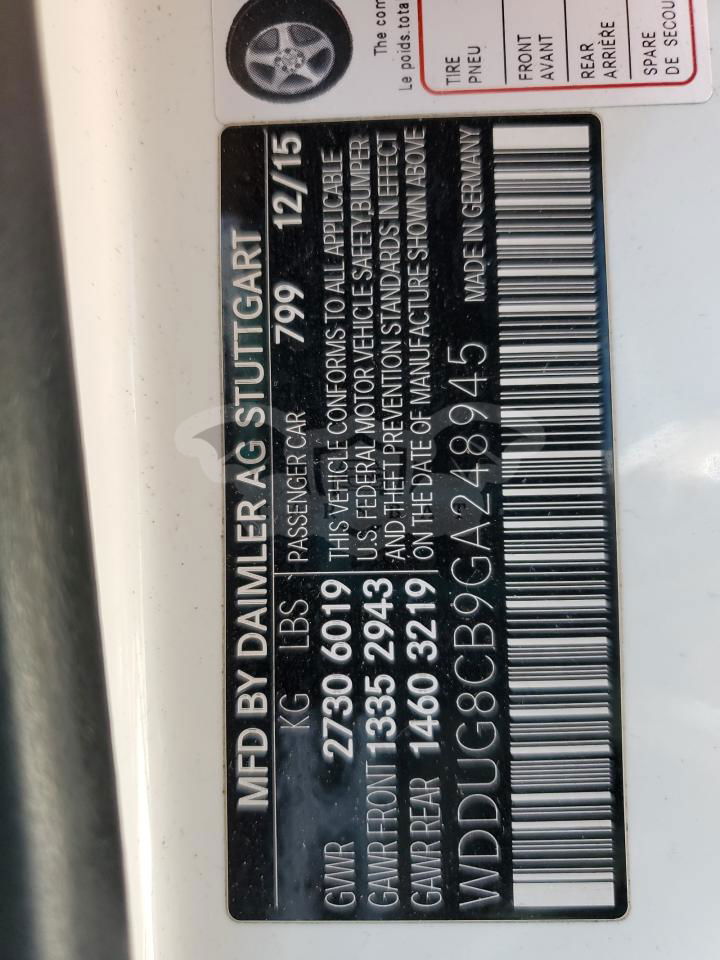 The com
Le poids total
TIRE
PNEU
FRONT
AVANT
REAR
ARRIÈRE
SPARE
DE SECOU
MFD BY DAIMLER AG STUTTGART
KG LBS PASSENGER CAR 799 12/15
GVWR 2730 6019 THIS VEHICLE CONFORMS TO ALL APPLICABLE
U.S. FEDERAL MOTOR VEHICLE SAFETY,BUMPER
GAWR FRONT 1335 2943 AND THEFT PREVENTION STANDARDS IN EFFECT
GAWR REAR 1460 3219 ON THE DATE OF MANUFACTURE SHOWN ABOVE
WDDUG8CB9GA248945 MADE IN GERMANY